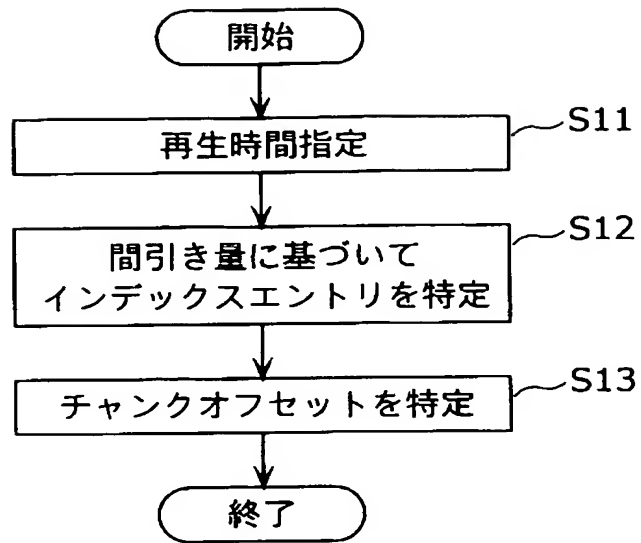 開始
再生時間指定
S11
間引き量に基づいて
インデックスエントリを特定
S12
チャンクオフセットを特定
S13
終了